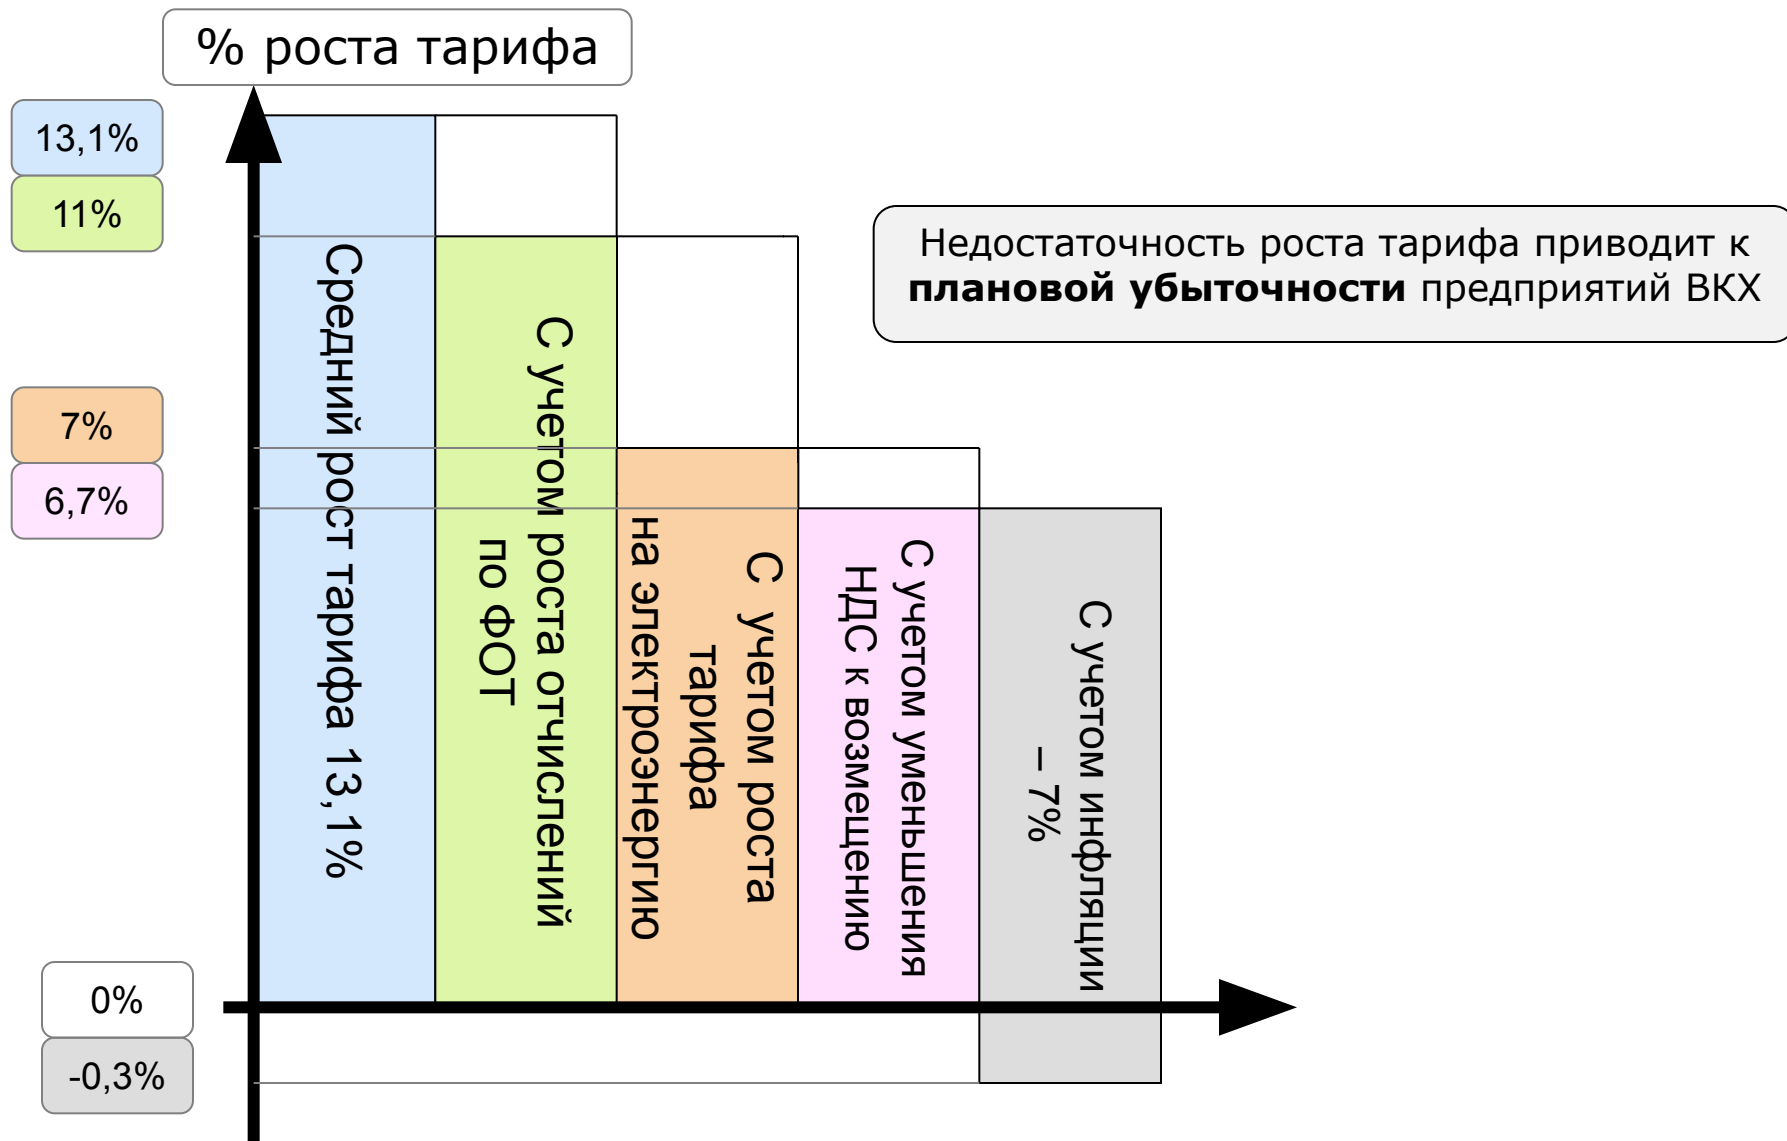 % роста тарифа
13,1%
11%
7%
6,7%
0%
-0,3%
Средний рост тарифа 13,1%
С учетом роста отчислений
по ФОТ
С учетом роста
тарифа
на электроэнергию
С учетом уменьшения
НДС к возмещению
С учетом инфляции
– 7%
Недостаточность роста тарифа приводит к
плановой убыточности предприятий ВКХ